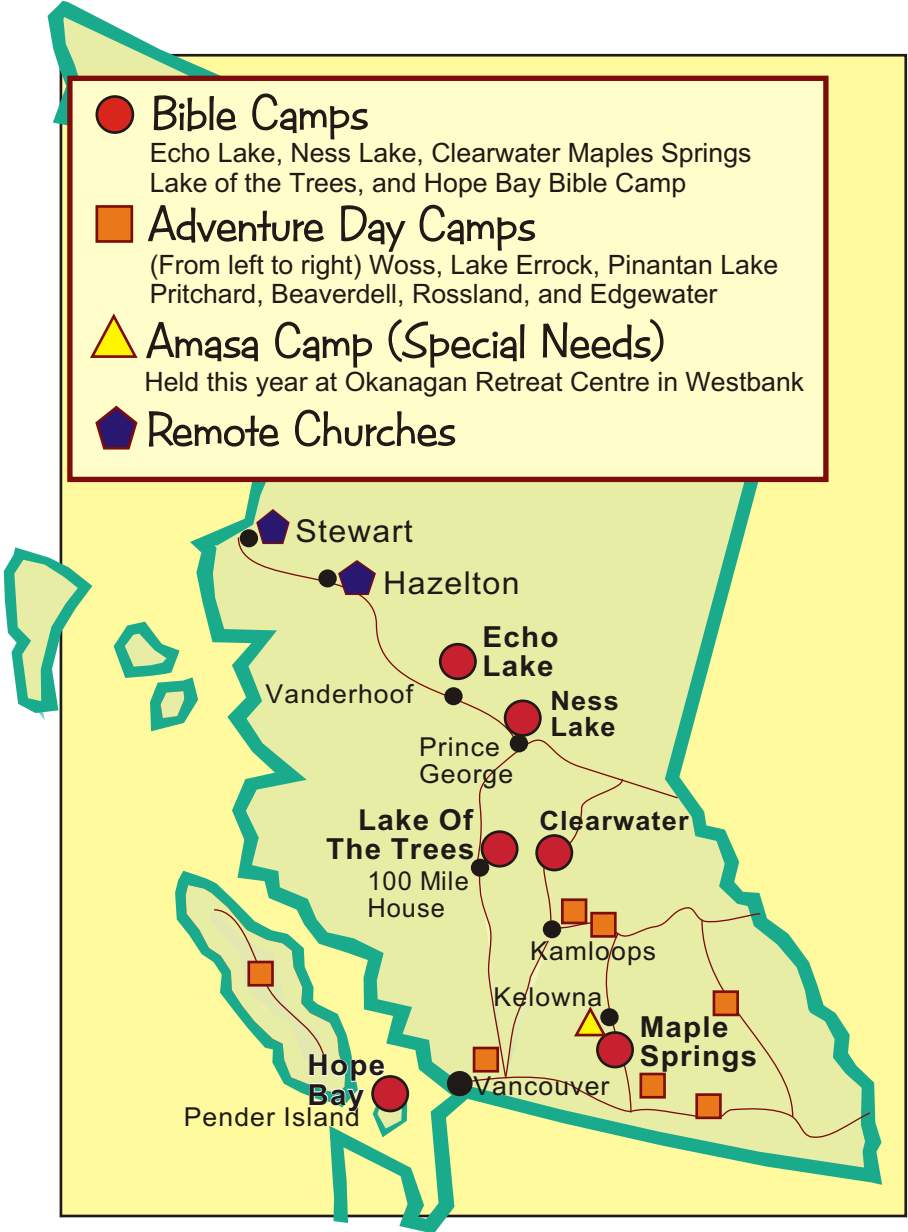 Bible Camps
Echo Lake, Ness Lake, Clearwater Maples Springs
Lake of the Trees, and Hope Bay Bible Camp
Adventure Day Camps
(From left to right) Woss, Lake Errock, Pinantan Lake
Pritchard, Beaverdell, Rossland, and Edgewater
Amasa Camp (Special Needs)
Held this year at Okanagan Retreat Centre in Westbank
Remote Churches
Stewart
Hazelton
Echo
Lake
Vanderhoof
Ness
Lake
Prince
George
Lake Of
The Trees
Clearwater
100 Mile
House
Kamloops
Kelowna
Maple
Springs
Hope
Bay
Vancouver
Pender Island